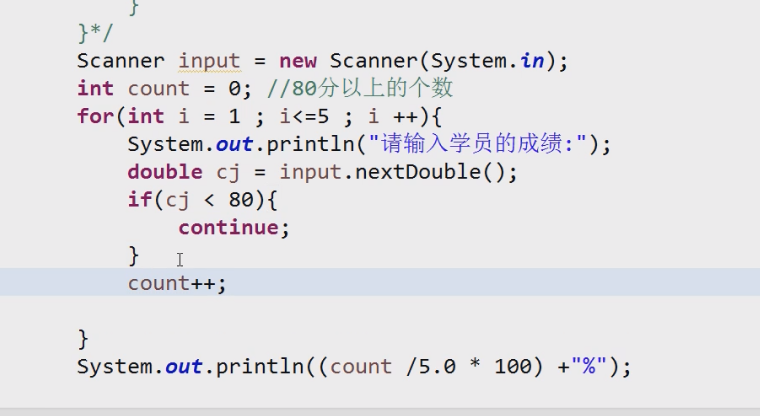 }
}*/
Scanner input = new Scanner(System.in);
int count = 0; //80分以上的个数
for(int i = 1 ; i<=5 ; i ++){
System.out.println("请输入学员的成绩:");
double cj = input.nextDouble();
if(cj < 80){
continue;
}
count++;
}
System.out.println((count /5.0 * 100) +"%");